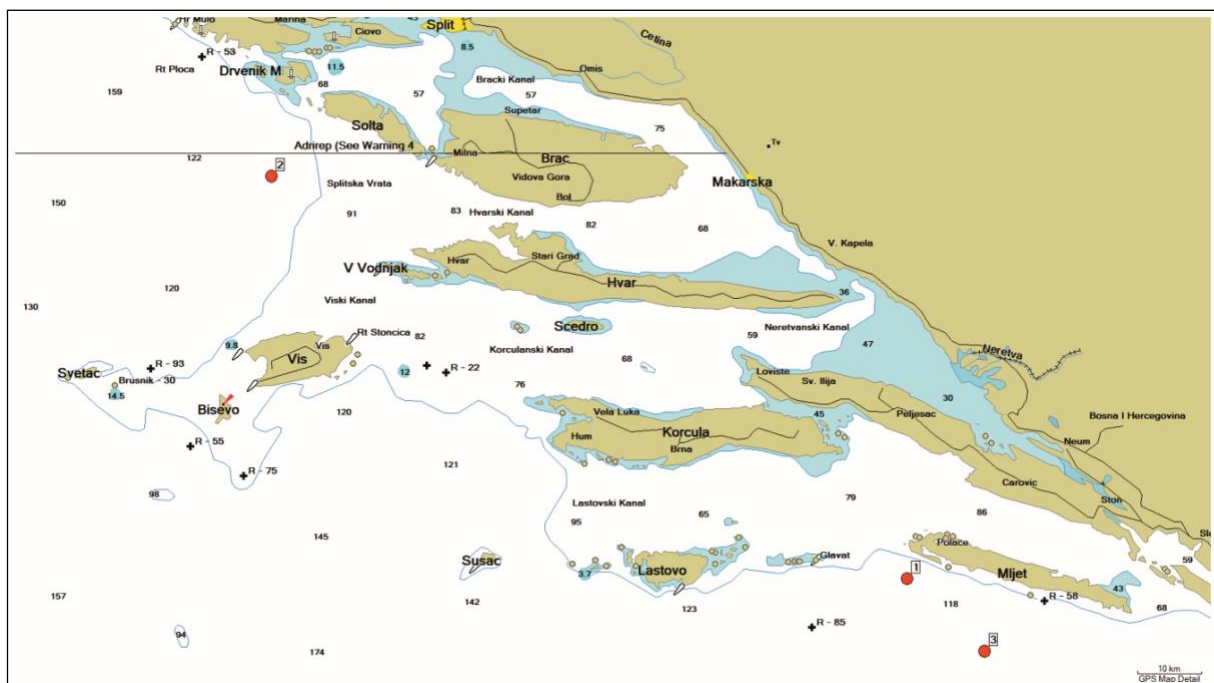 Hr Mulo
Marina
43
Split
Ciovo
R - 53
8.5
Cetina
Rt Ploca
Drvenik M
11.5
Omis
68
Bracki Kanal
159
57
57
Supetar
Solta
75
Tv
Adrirep (See Warning 4
Milna
122
Brac
2
Vidova Gora
Makarska
Splitska Vrata
Bol
150
91
83
Hvarski Kanal
82
68
V. Kapela
Stari Grad
V Vodnjak
Hvar
Hvar
120
36
Viski Kanal
130
Scedro
Rt Stoncica
Neretvanski Kanal
82
59
9.8
Vis
Korculanski Kanal
47
Neretva
Vis
68
R - 93
Svetac
12
R - 22
Loviste
Brusnik - 30
Sv. Ilija
14.5
76
30
Bisevo
120
Vela Luka
45
Peljesac
Bosna I Hercegovina
Korcula
Hum
Neum
R - 55
Brna
121
R - 75
Carovic
98
79
Ston
Lastovski Kanal
65
86
95
145
Polace
Susac
Glavat
59
Lastovo
1
Mljet
3.7
43
157
142
123
118
R - 58
68
R - 85
94
3
174
10 km
GPS Map Detail